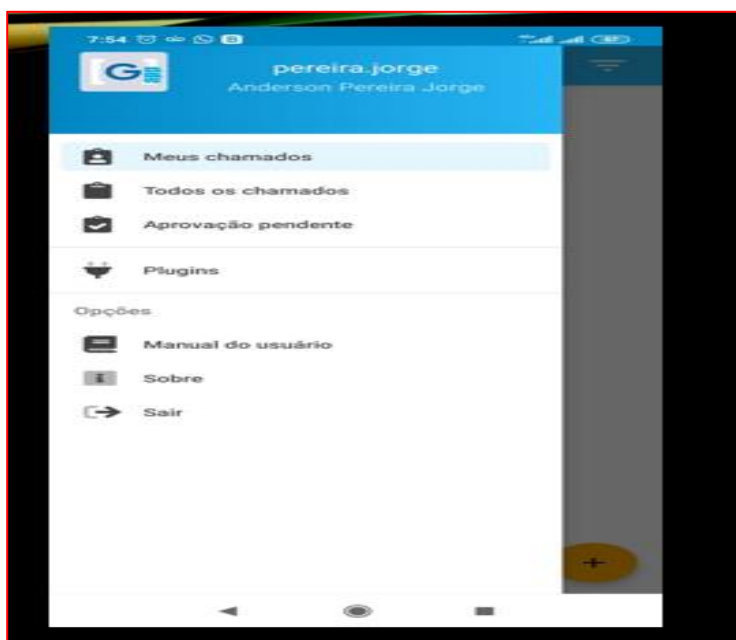 7:54
G
pereira.jorge
Anderson Pereira Jorge
Meus chamados
Todos os chamados
Aprovação pendente
Plugins
Opções
Manual do usuário
Sobre
Sair